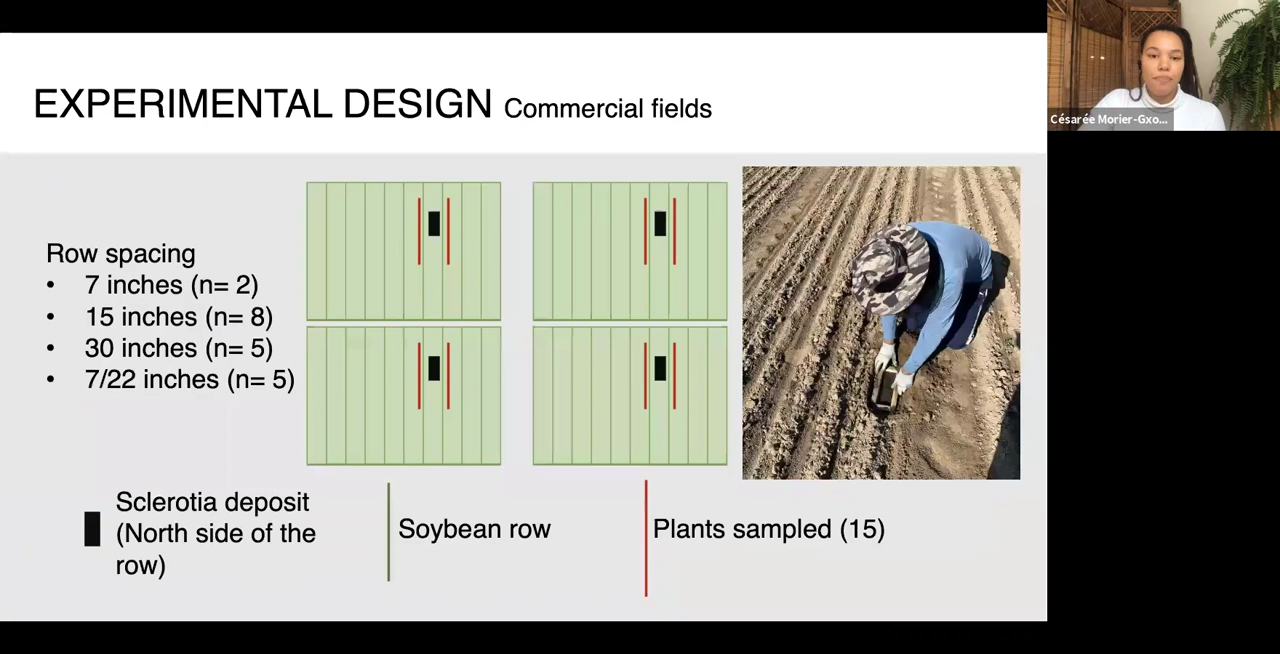 EXPERIMENTAL DESIGN Commercial fields
Césarée Morier-Gxo...
Row spacing
• 7 inches (n= 2)
• 15 inches (n= 8)
• 30 inches (n= 5)
• 7/22 inches (n= 5)
Sclerotia deposit
(North side of the
row)
Soybean row
Plants sampled (15)